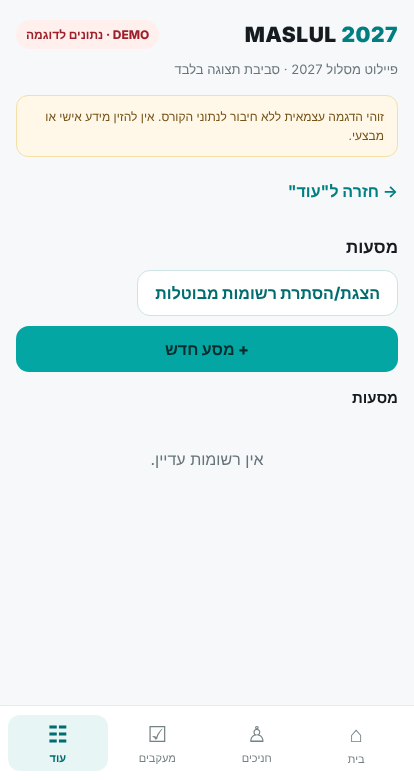 MASLUL 2027
DEMO · נתונים לדוגמה
פיילוט מסלול 2027 · סביבת תצוגה בלבד
זוהי הדגמה עצמאית ללא חיבור לנתוני הקורס. אין להזין מידע אישי או
מבצעי.
→ חזרה ל"עוד"
מסעות
הצגת/הסתרת רשומות מבוטלות
+ מסע חדש
מסעות
אין רשומות עדיין.
בית
חניכים
מעקבים
עוד